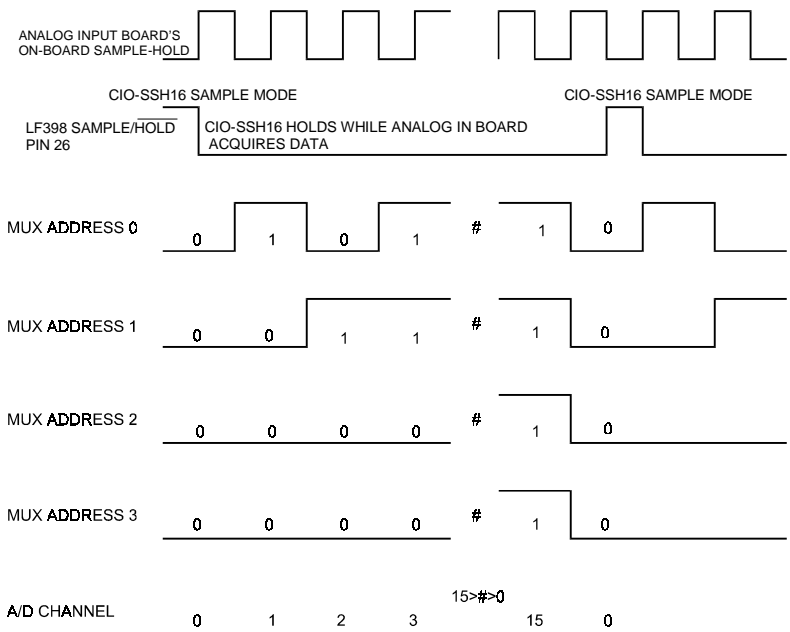 ANALOG INPUT BOARD'S
ON-BOARD SAMPLE-HOLD
CIO-SSH16 SAMPLE MODE
CIO-SSH16 SAMPLE MODE
LF398 SAMPLE/HOLD
PIN 26
CIO-SSH16 HOLDS WHILE ANALOG IN BOARD
ACQUIRES DATA
MUX ADDRESS 0 0 1 0 1 # 1 0
MUX ADDRESS 1 0 0 1 1 # 1 0
MUX ADDRESS 2 0 0 0 0 # 1 0
MUX ADDRESS 3 0 0 0 0 # 1 0
15>#>0
A/D CHANNEL 0 1 2 3 15 0